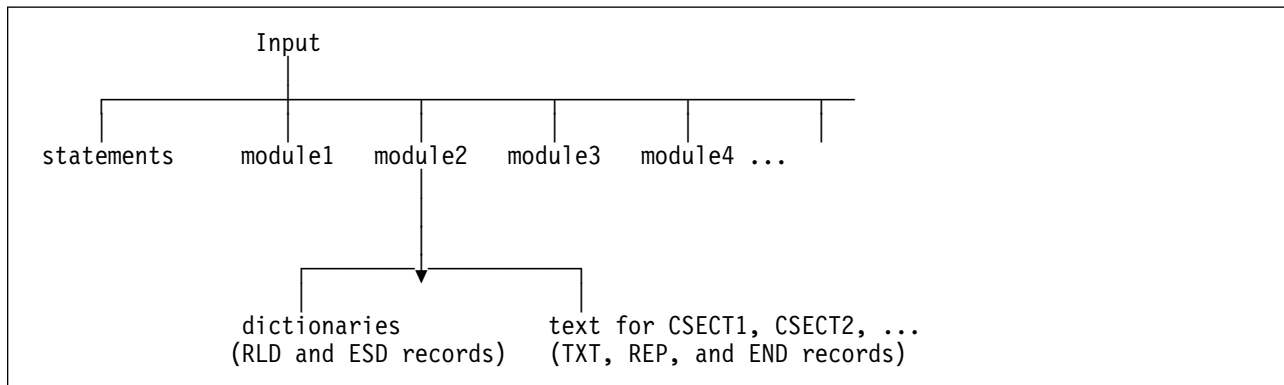 Input
statements module1 module2 module3 module4 ...
dictionaries text for CSECT1, CSECT2, ...
(RLD and ESD records) (TXT, REP, and END records)